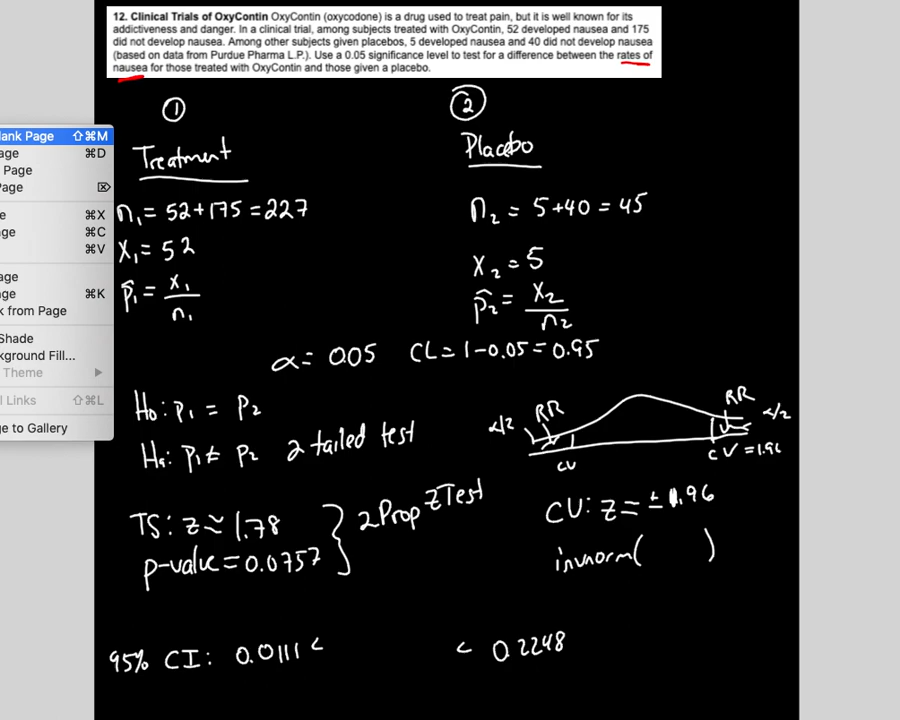 12. Clinical Trials of OxyContin OxyContin (oxycodone) is a drug used to treat pain, but it is well known for its
addictiveness and danger. In a clinical trial, among subjects treated with OxyContin, 52 developed nausea and 175
did not develop nausea. Among other subjects given placebos, 5 developed nausea and 40 did not develop nausea
(based on data from Purdue Pharma L.P.). Use a 0.05 significance level to test for a difference between the rates of
nausea for those treated with OxyContin and those given a placebo.
① ②
lank Page ⇧⌘M
age ⌘D
Page
Page ⌦
e ⌘X
ge ⌘C
⌘V
age
ge ⌘K
k from Page
Shade
kground Fill...
Theme ▶
l Links ⇧⌘L
ge to Gallery
Treatment
n₁ = 52+175 = 227
x₁ = 52
p̂₁ = x₁/n₁
Placebo
n₂ = 5+40 = 45
x₂ = 5
p̂₂ = x₂/n₂
α = 0.05 CL = 1-0.05 = 0.95
H₀: p₁ = p₂
Hₐ: p₁ ≠ p₂ 2 tailed test
α/2 RR RR α/2
CV CV = 1.96
TS: z ≈ 1.78
p-value = 0.0757
} 2 Prop Z Test
CV: z = ± 1.96
invnorm( )
95% CI: 0.0111 < < 0.2248